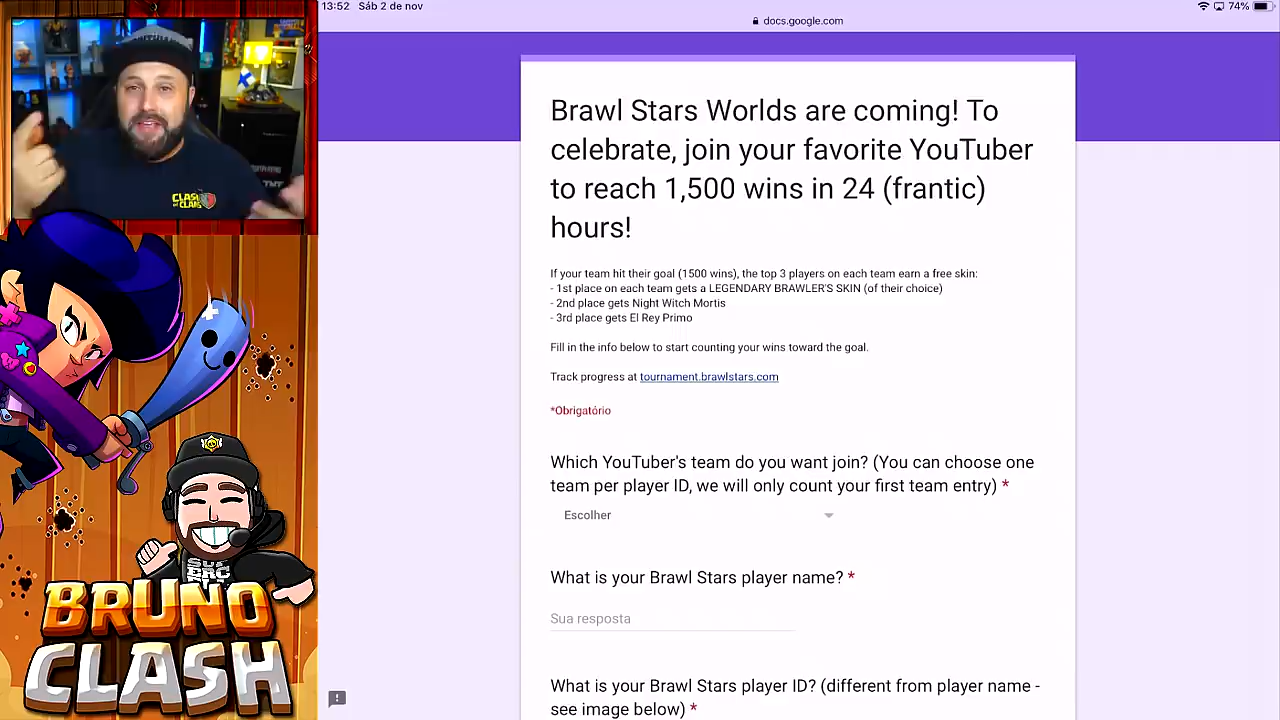 13:52 Sáb 2 de nov
74%
docs.google.com
Brawl Stars Worlds are coming! To
celebrate, join your favorite YouTuber
to reach 1,500 wins in 24 (frantic)
hours!
If your team hit their goal (1500 wins), the top 3 players on each team earn a free skin:
- 1st place on each team gets a LEGENDARY BRAWLER'S SKIN (of their choice)
- 2nd place gets Night Witch Mortis
- 3rd place gets El Rey Primo
Fill in the info below to start counting your wins toward the goal.
Track progress at tournament.brawlstars.com
*Obrigatório
Which YouTuber's team do you want join? (You can choose one
team per player ID, we will only count your first team entry) *
Escolher
What is your Brawl Stars player name? *
Sua resposta
What is your Brawl Stars player ID? (different from player name -
see image below) *
CLASH
CLANS
BRUNO
CLASH